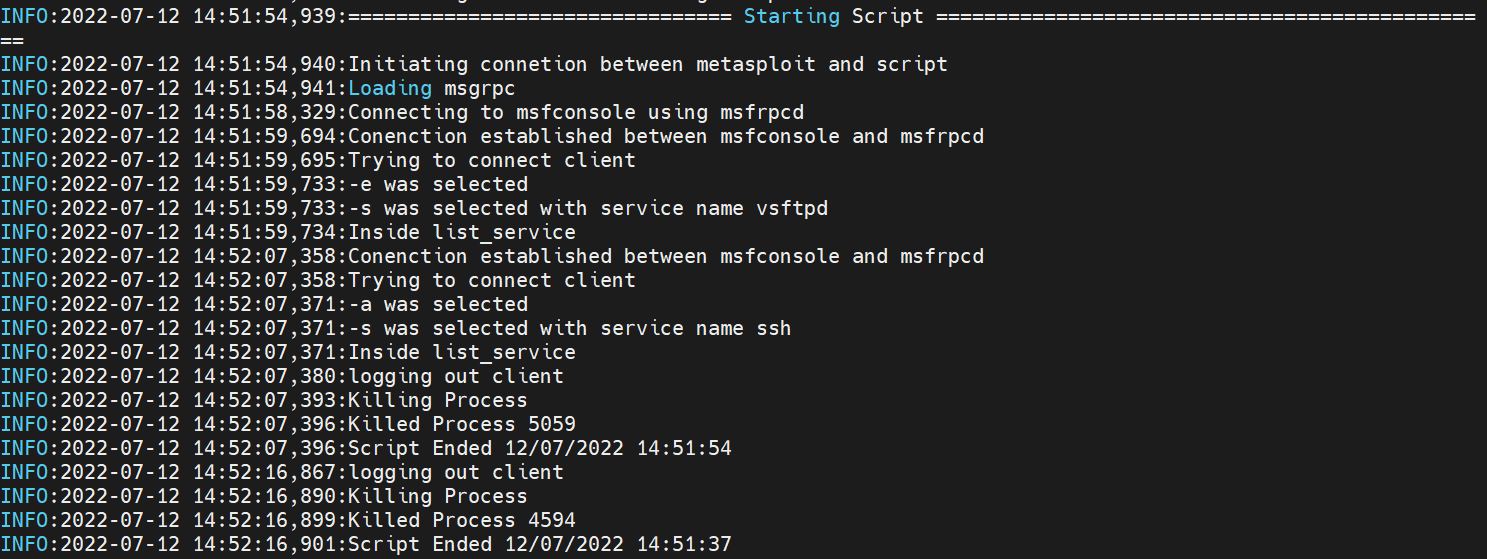 INFO:2022-07-12 14:51:54,939:================================ Starting Script =============================================
==
INFO:2022-07-12 14:51:54,940:Initiating connetion between metasploit and script
INFO:2022-07-12 14:51:54,941:Loading msgrpc
INFO:2022-07-12 14:51:58,329:Connecting to msfconsole using msfrpcd
INFO:2022-07-12 14:51:59,694:Conenction established between msfconsole and msfrpcd
INFO:2022-07-12 14:51:59,695:Trying to connect client
INFO:2022-07-12 14:51:59,733:-e was selected
INFO:2022-07-12 14:51:59,733:-s was selected with service name vsftpd
INFO:2022-07-12 14:51:59,734:Inside list_service
INFO:2022-07-12 14:52:07,358:Conenction established between msfconsole and msfrpcd
INFO:2022-07-12 14:52:07,358:Trying to connect client
INFO:2022-07-12 14:52:07,371:-a was selected
INFO:2022-07-12 14:52:07,371:-s was selected with service name ssh
INFO:2022-07-12 14:52:07,371:Inside list_service
INFO:2022-07-12 14:52:07,380:logging out client
INFO:2022-07-12 14:52:07,393:Killing Process
INFO:2022-07-12 14:52:07,396:Killed Process 5059
INFO:2022-07-12 14:52:07,396:Script Ended 12/07/2022 14:51:54
INFO:2022-07-12 14:52:16,867:logging out client
INFO:2022-07-12 14:52:16,890:Killing Process
INFO:2022-07-12 14:52:16,899:Killed Process 4594
INFO:2022-07-12 14:52:16,901:Script Ended 12/07/2022 14:51:37